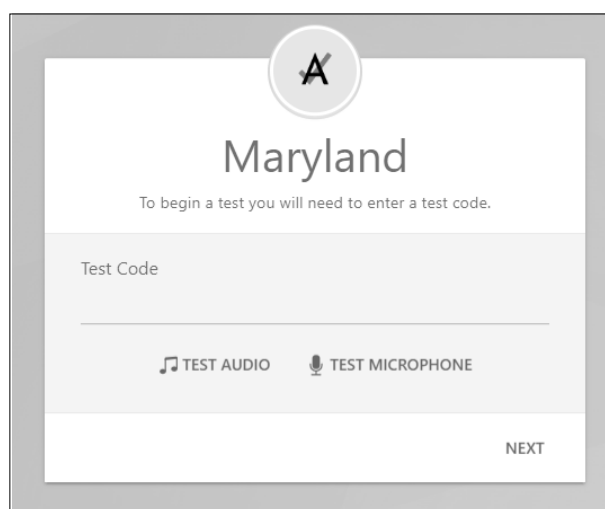 A
Maryland
To begin a test you will need to enter a test code.
Test Code
TEST AUDIO TEST MICROPHONE
NEXT